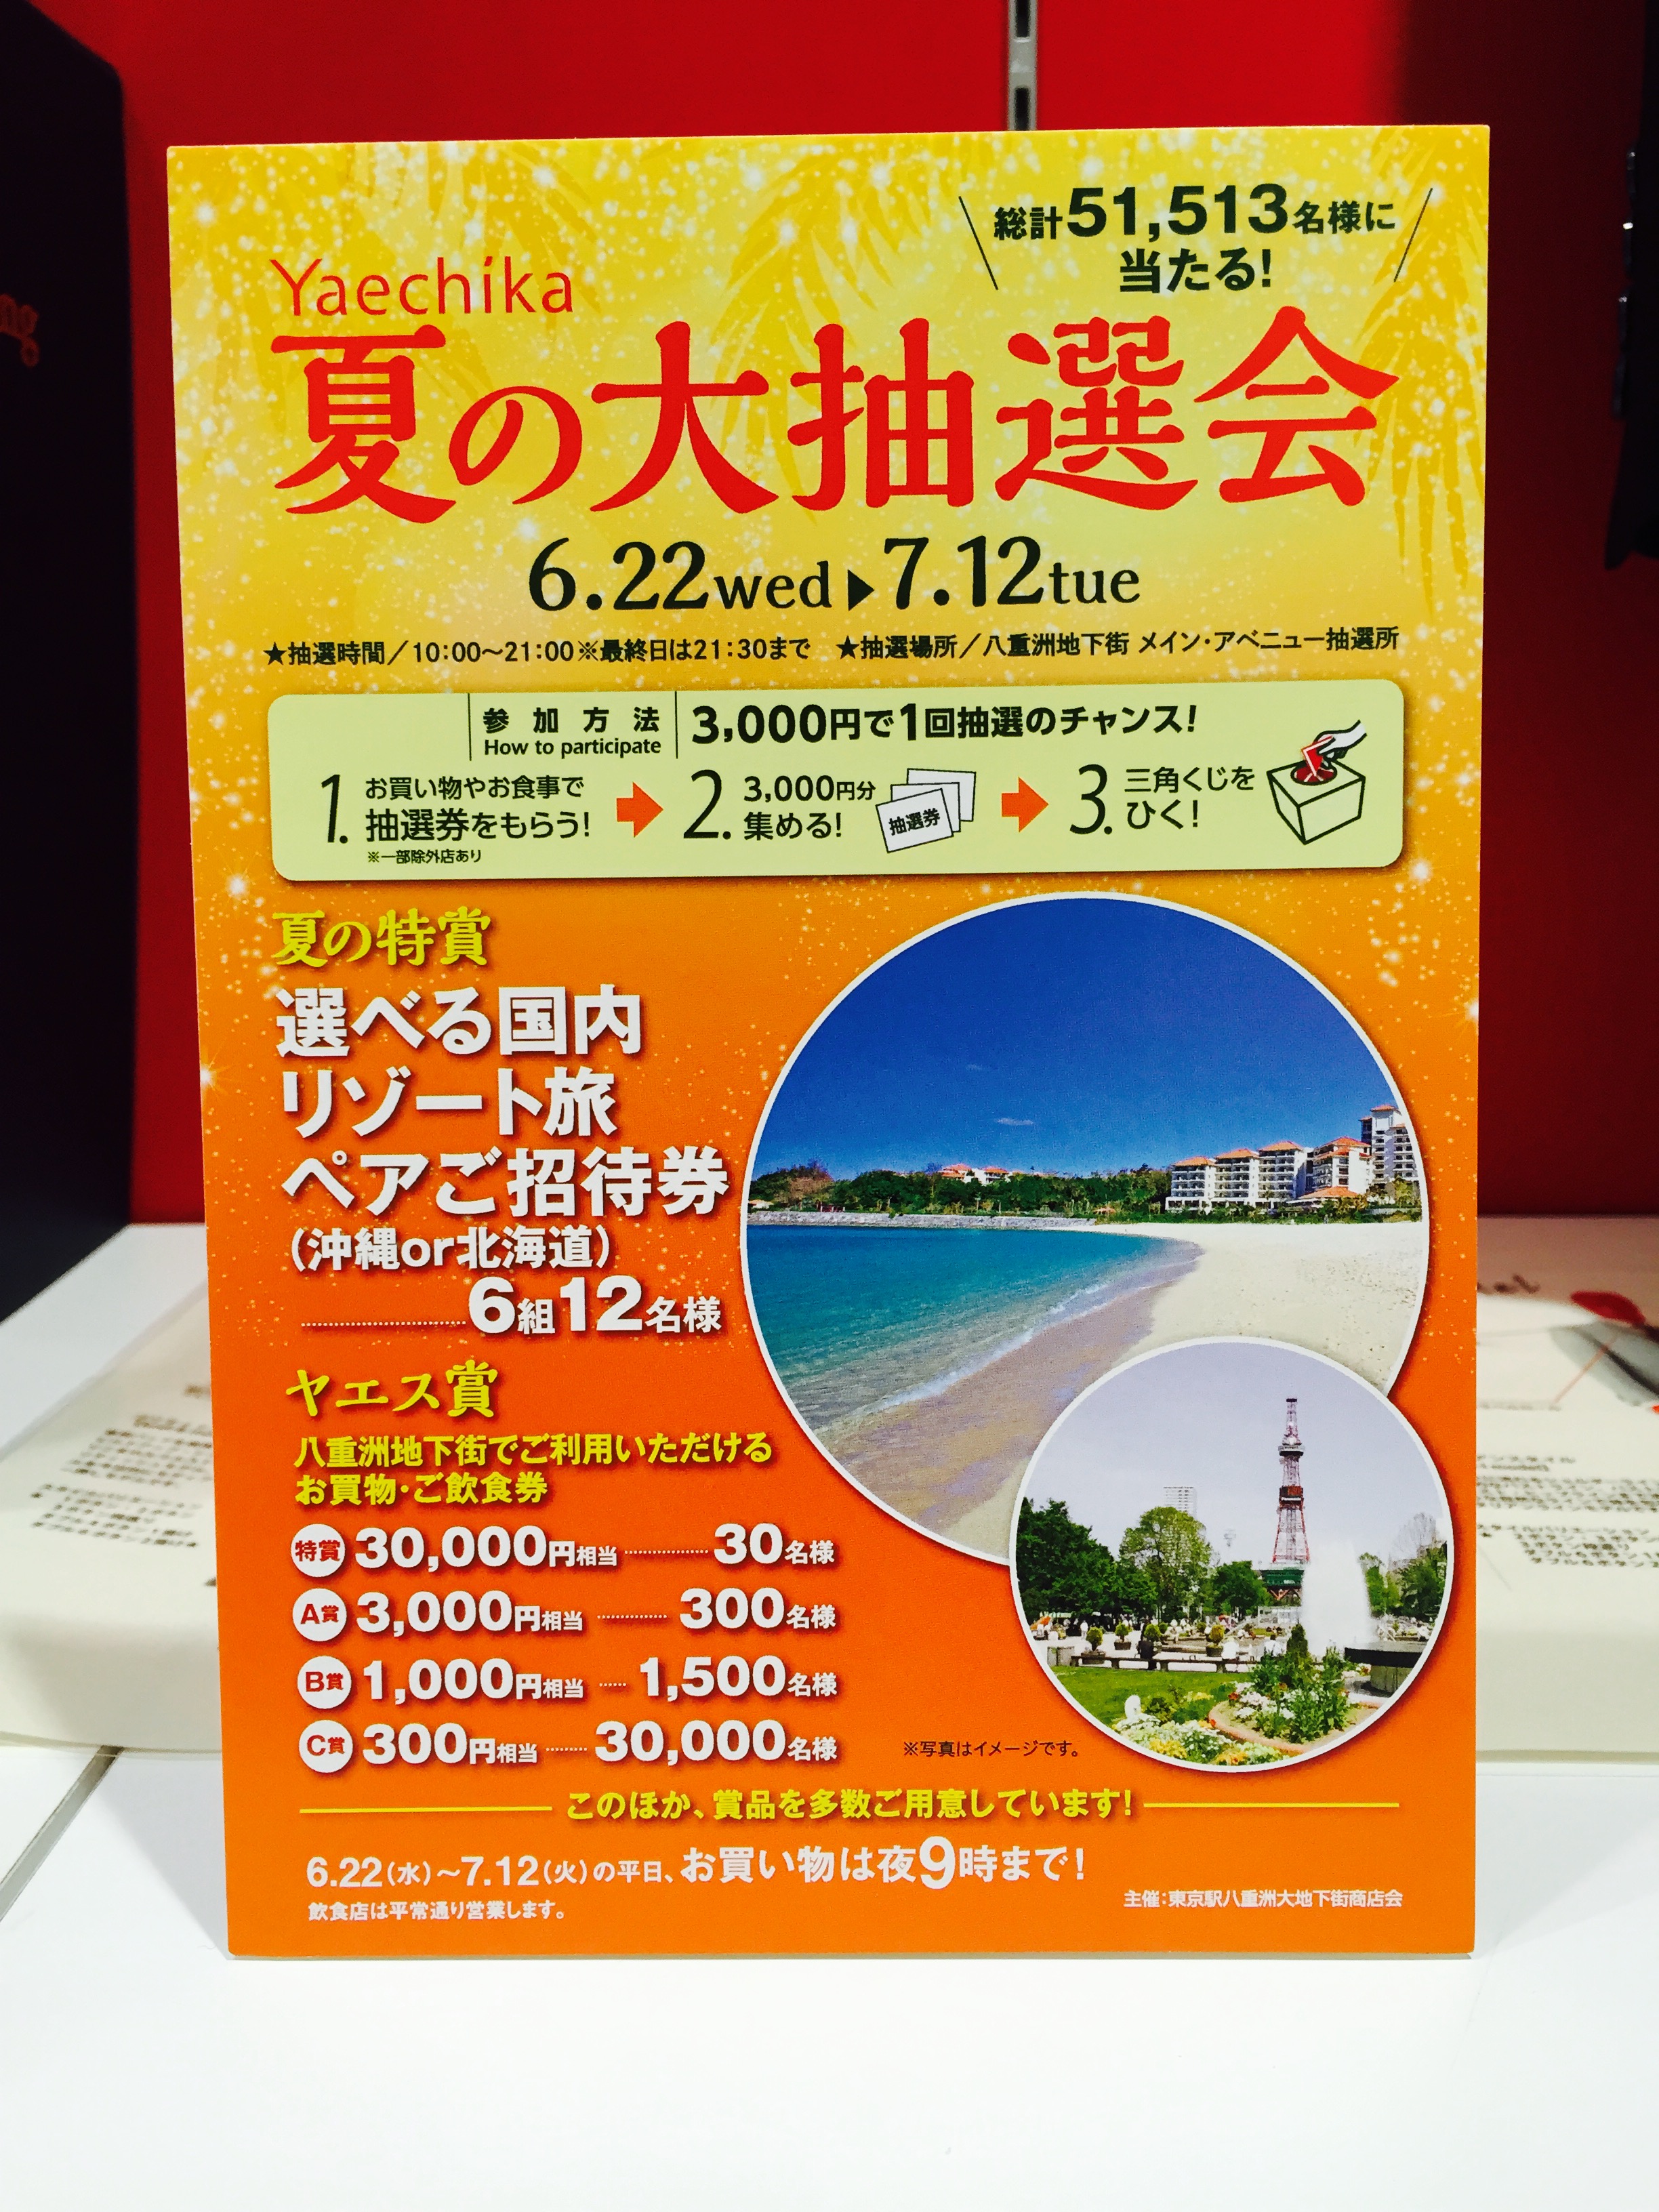 総計51,513名様に
当たる!
Yaechika
夏の大抽選会
6.22wed▶7.12tue
★抽選時間/10:00〜21:00※最終日は21:30まで ★抽選場所/八重洲地下街 メイン・アベニュー抽選所
参加方法 3,000円で1回抽選のチャンス!
How to participate
1. お買い物やお食事で
抽選券をもらう!
※一部除外店あり
2. 3,000円分
集める!
抽選券
3. 三角くじを
ひく!
夏の特賞
選べる国内
リゾート旅
ペアご招待券
(沖縄or北海道)
6組12名様
ヤエス賞
八重洲地下街でご利用いただける
お買物・ご飲食券
特賞 30,000円相当 30名様
A賞 3,000円相当 300名様
B賞 1,000円相当 1,500名様
C賞 300円相当 30,000名様
※写真はイメージです。
このほか、賞品を多数ご用意しています!
6.22(水)〜7.12(火)の平日、お買い物は夜9時まで!
飲食店は平常通り営業します。
主催:東京駅八重洲大地下街商店会